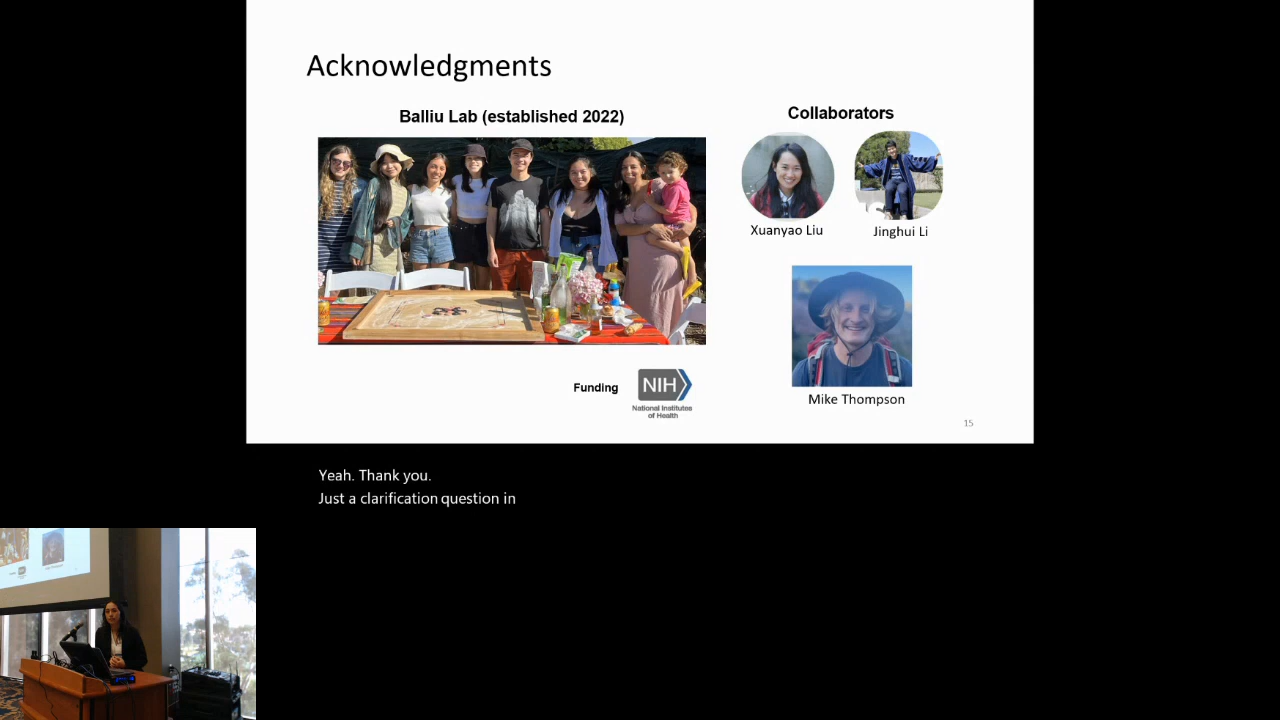 Acknowledgments
Balliu Lab (established 2022)
Collaborators
Xuanyao Liu
Jinghui Li
Mike Thompson
Funding
NIH
National Institutes
of Health
15
Yeah. Thank you.
Just a clarification question in